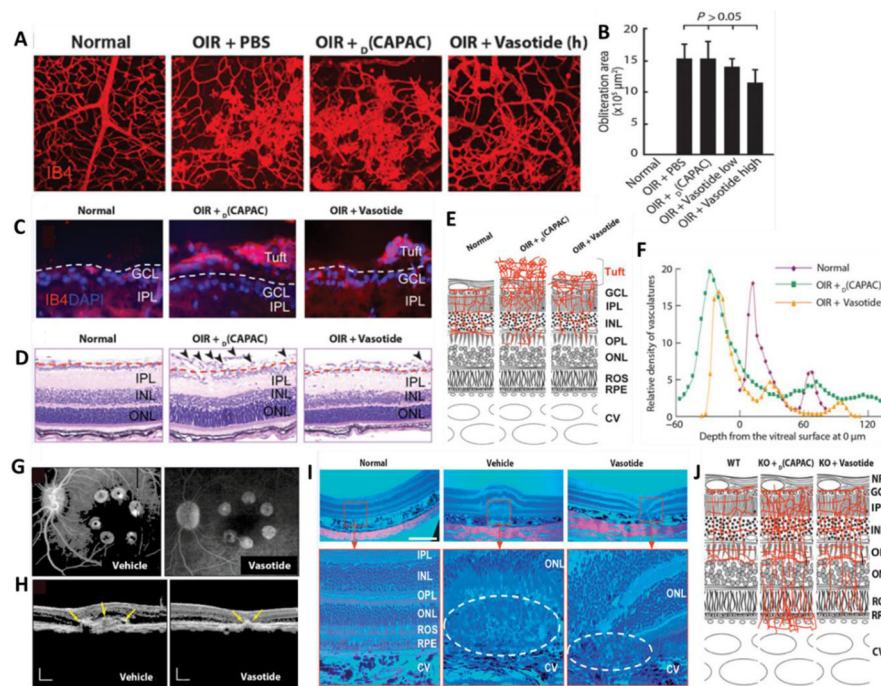 A
Normal
OIR + PBS
OIR + D(CAPAC)
OIR + Vasotide (h)
IB4
B
P > 0.05
Obliteration area
(x10⁵ μm²)
20
15
10
5
0
Normal
OIR + PBS
OIR + D(CAPAC)
OIR + Vasotide low
OIR + Vasotide high
C
Normal
OIR + D(CAPAC)
OIR + Vasotide
GCL
IPL
IB4DAPI
Tuft
GCL
IPL
Tuft
GCL
IPL
D
Normal
OIR + D(CAPAC)
OIR + Vasotide
IPL
INL
ONL
IPL
INL
ONL
IPL
INL
ONL
E
Normal
OIR + D(CAPAC)
OIR + Vasotide
Tuft
GCL
IPL
INL
OPL
ONL
ROS
RPE
CV
F
Normal
OIR + D(CAPAC)
OIR + Vasotide
Relative density of vasculatures
20
15
10
5
0
−60
−30
0
30
60
90
120
Depth from the vitreal surface at 0 μm
G
Vehicle
Vasotide
H
Vehicle
Vasotide
I
Normal
Vehicle
Vasotide
IPL
INL
OPL
ONL
ROS
RPE
CV
ONL
CV
ONL
CV
J
WT
KO + D(CAPAC)
KO + Vasotide